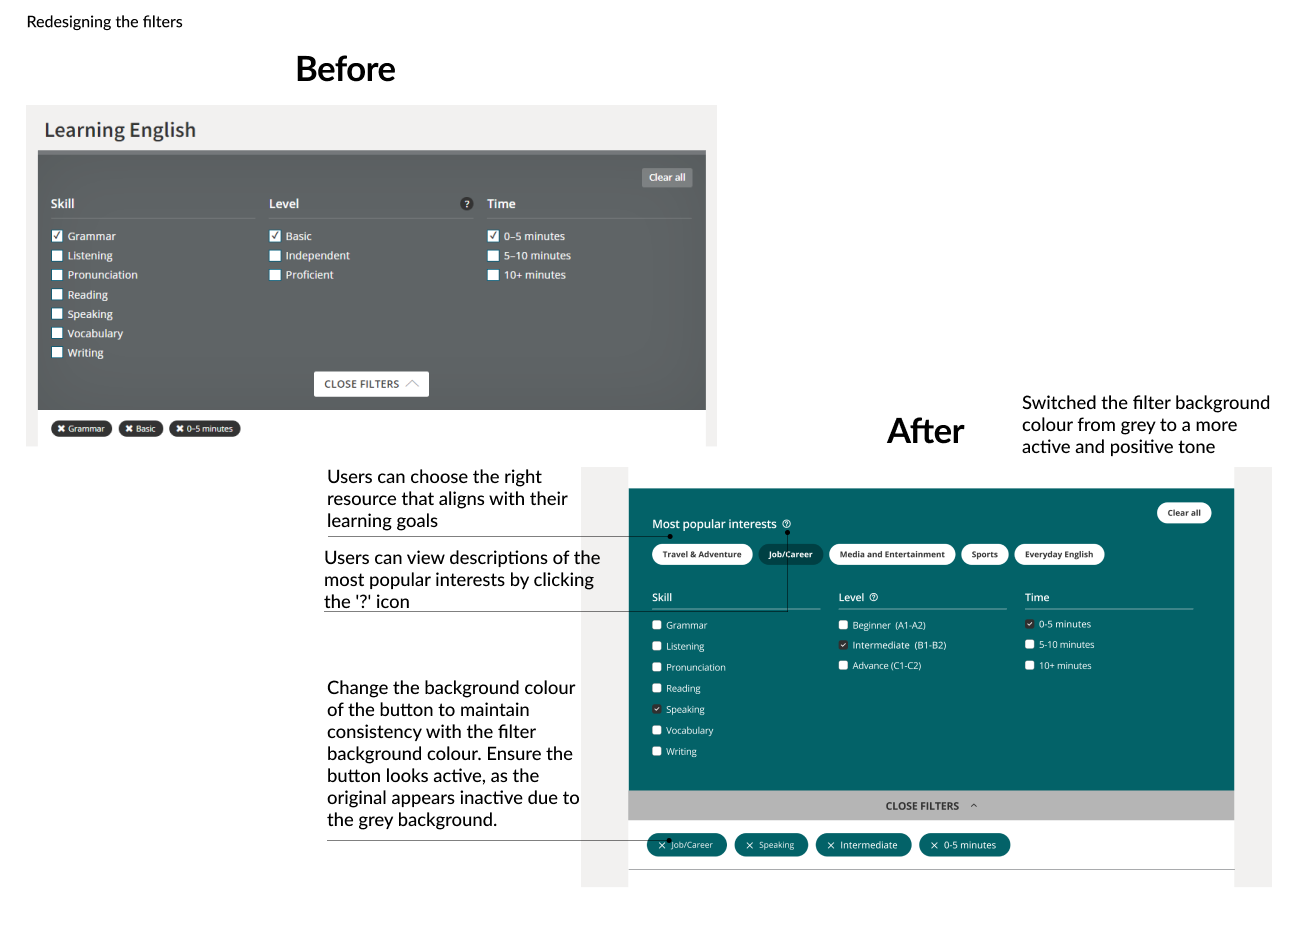 Redesigning the filters
Before
Learning English
Clear all
Skill
Level
?
Time
Grammar
Basic
0–5 minutes
Listening
Independent
5–10 minutes
Pronunciation
Proficient
10+ minutes
Reading
Speaking
Vocabulary
Writing
CLOSE FILTERS
Grammar
Basic
0–5 minutes
After
Switched the filter background
colour from grey to a more
active and positive tone
Users can choose the right
resource that aligns with their
learning goals
Users can view descriptions of the
most popular interests by clicking
the '?' icon
Change the background colour
of the button to maintain
consistency with the filter
background colour. Ensure the
button looks active, as the
original appears inactive due to
the grey background.
Clear all
Most popular interests ?
Travel & Adventure
Job/Career
Media and Entertainment
Sports
Everyday English
Skill
Level ?
Time
Grammar
Beginner (A1-A2)
0-5 minutes
Listening
Intermediate (B1-B2)
5-10 minutes
Pronunciation
Advance (C1-C2)
10+ minutes
Reading
Speaking
Vocabulary
Writing
CLOSE FILTERS
Job/Career
Speaking
Intermediate
0-5 minutes